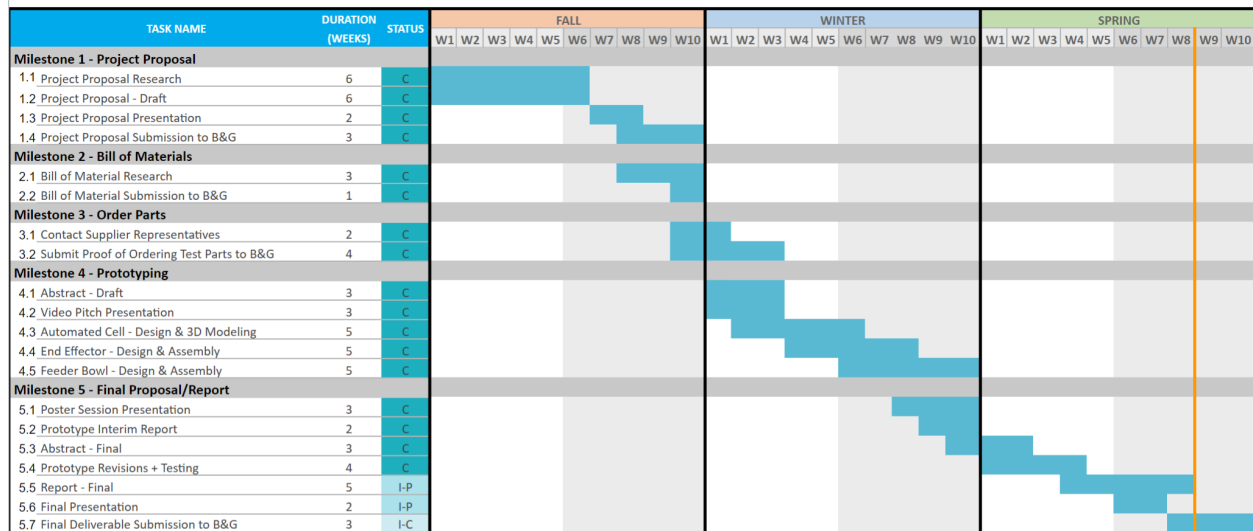 TASK NAME DURATION (WEEKS) STATUS FALL WINTER SPRING
W1 W2 W3 W4 W5 W6 W7 W8 W9 W10 W1 W2 W3 W4 W5 W6 W7 W8 W9 W10 W1 W2 W3 W4 W5 W6 W7 W8 W9 W10
Milestone 1 - Project Proposal
1.1 Project Proposal Research 6 C
1.2 Project Proposal - Draft 6 C
1.3 Project Proposal Presentation 2 C
1.4 Project Proposal Submission to B&G 3 C
Milestone 2 - Bill of Materials
2.1 Bill of Material Research 3 C
2.2 Bill of Material Submission to B&G 1 C
Milestone 3 - Order Parts
3.1 Contact Supplier Representatives 2 C
3.2 Submit Proof of Ordering Test Parts to B&G 4 C
Milestone 4 - Prototyping
4.1 Abstract - Draft 3 C
4.2 Video Pitch Presentation 3 C
4.3 Automated Cell - Design & 3D Modeling 5 C
4.4 End Effector - Design & Assembly 5 C
4.5 Feeder Bowl - Design & Assembly 5 C
Milestone 5 - Final Proposal/Report
5.1 Poster Session Presentation 3 C
5.2 Prototype Interim Report 2 C
5.3 Abstract - Final 3 C
5.4 Prototype Revisions + Testing 4 C
5.5 Report - Final 5 I-P
5.6 Final Presentation 2 I-P
5.7 Final Deliverable Submission to B&G 3 I-C